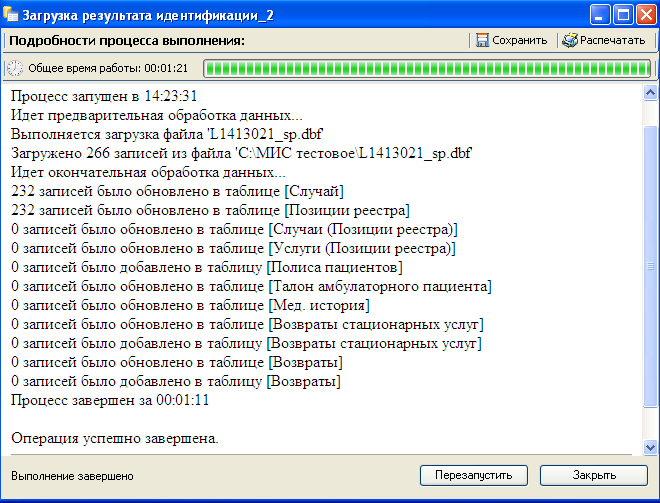 Загрузка результата идентификации_2
Подробности процесса выполнения:
Сохранить
Распечатать
Общее время работы: 00:01:21
Процесс запущен в 14:23:31
Идет предварительная обработка данных...
Выполняется загрузка файла 'L1413021_sp.dbf'
Загружено 266 записей из файла 'C:\МИС тестовое\L1413021_sp.dbf'
Идет окончательная обработка данных...
232 записей было обновлено в таблице [Случай]
232 записей было обновлено в таблице [Позиции реестра]
0 записей было обновлено в таблице [Случаи (Позиции реестра)]
0 записей было обновлено в таблице [Услуги (Позиции реестра)]
0 записей было добавлено в таблицу [Полиса пациентов]
0 записей было обновлено в таблице [Талон амбулаторного пациента]
0 записей было обновлено в таблице [Мед. история]
0 записей было обновлено в таблице [Возвраты стационарных услуг]
0 записей было добавлено в таблицу [Возвраты стационарных услуг]
0 записей было обновлено в таблице [Возвраты]
0 записей было добавлено в таблицу [Возвраты]
Процесс завершен за 00:01:11
Операция успешно завершена.
Выполнение завершено
Перезапустить
Закрыть